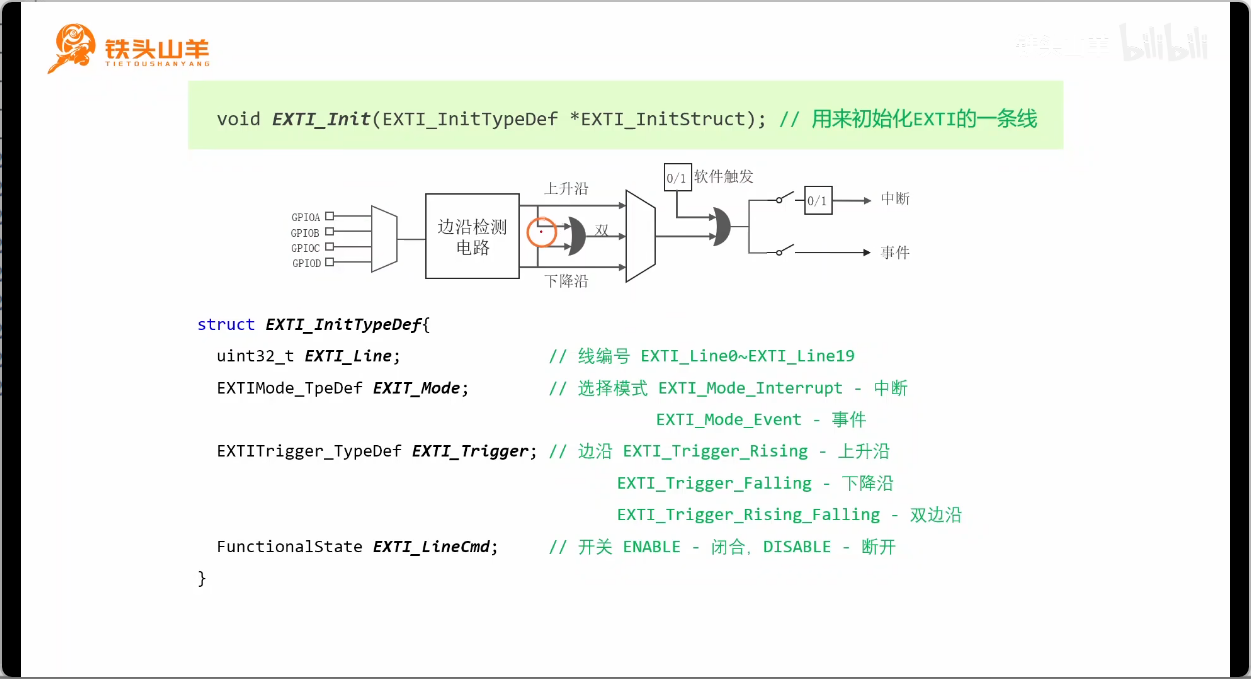 铁头山羊
TIETOUSHANYANG
bilibili
void EXTI_Init(EXTI_InitTypeDef *EXTI_InitStruct); // 用来初始化EXTI的一条线
0/1 软件触发
上升沿
0/1 中断
GPIOA
GPIOB
GPIOC
GPIOD
边沿检测
电路
双
事件
下降沿
struct EXTI_InitTypeDef{
uint32_t EXTI_Line; // 线编号 EXTI_Line0~EXTI_Line19
EXTIMode_TpeDef EXIT_Mode; // 选择模式 EXTI_Mode_Interrupt - 中断
EXTI_Mode_Event - 事件
EXTITrigger_TypeDef EXTI_Trigger; // 边沿 EXTI_Trigger_Rising - 上升沿
EXTI_Trigger_Falling - 下降沿
EXTI_Trigger_Rising_Falling - 双边沿
FunctionalState EXTI_LineCmd; // 开关 ENABLE - 闭合, DISABLE - 断开
}